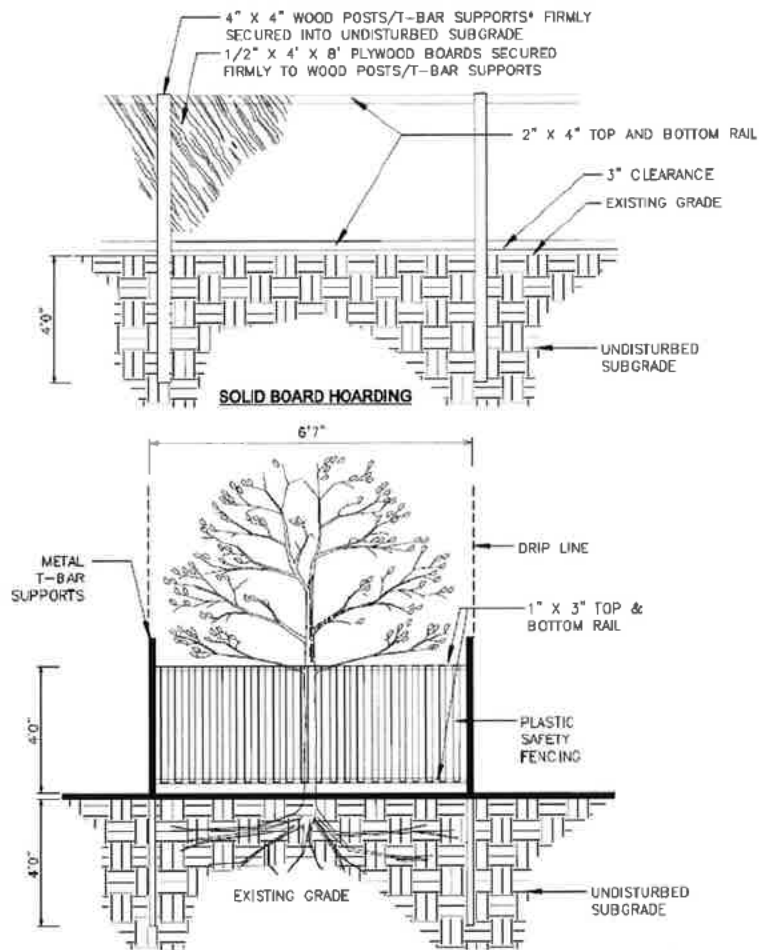 4" X 4" WOOD POSTS/T-BAR SUPPORTS* FIRMLY
SECURED INTO UNDISTURBED SUBGRADE
1/2" X 4' X 8' PLYWOOD BOARDS SECURED
FIRMLY TO WOOD POSTS/T-BAR SUPPORTS
2" X 4" TOP AND BOTTOM RAIL
3" CLEARANCE
EXISTING GRADE
4'0"
UNDISTURBED
SUBGRADE
SOLID BOARD HOARDING
6'7"
METAL
T-BAR
SUPPORTS
DRIP LINE
1" X 3" TOP &
BOTTOM RAIL
4'0"
PLASTIC
SAFETY
FENCING
4'0"
EXISTING GRADE
UNDISTURBED
SUBGRADE